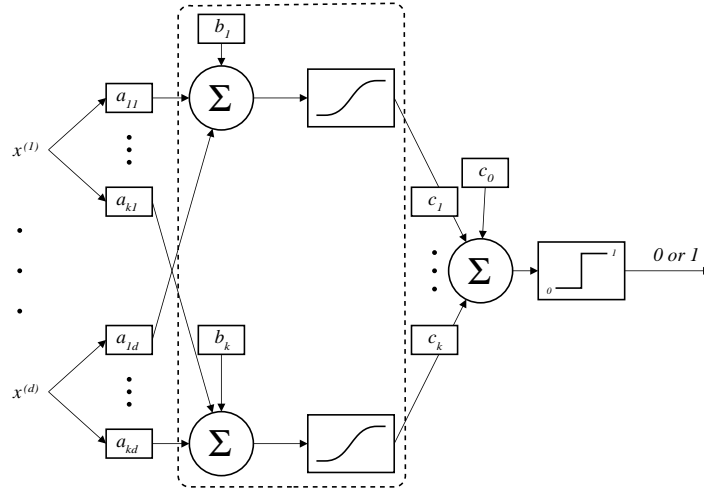 b₁
a₁₁
Σ
x⁽¹⁾
c₀
aₖ₁
c₁
1
0 or 1
Σ
0
a₁d
bₖ
cₖ
x⁽ᵈ⁾
aₖd
Σ